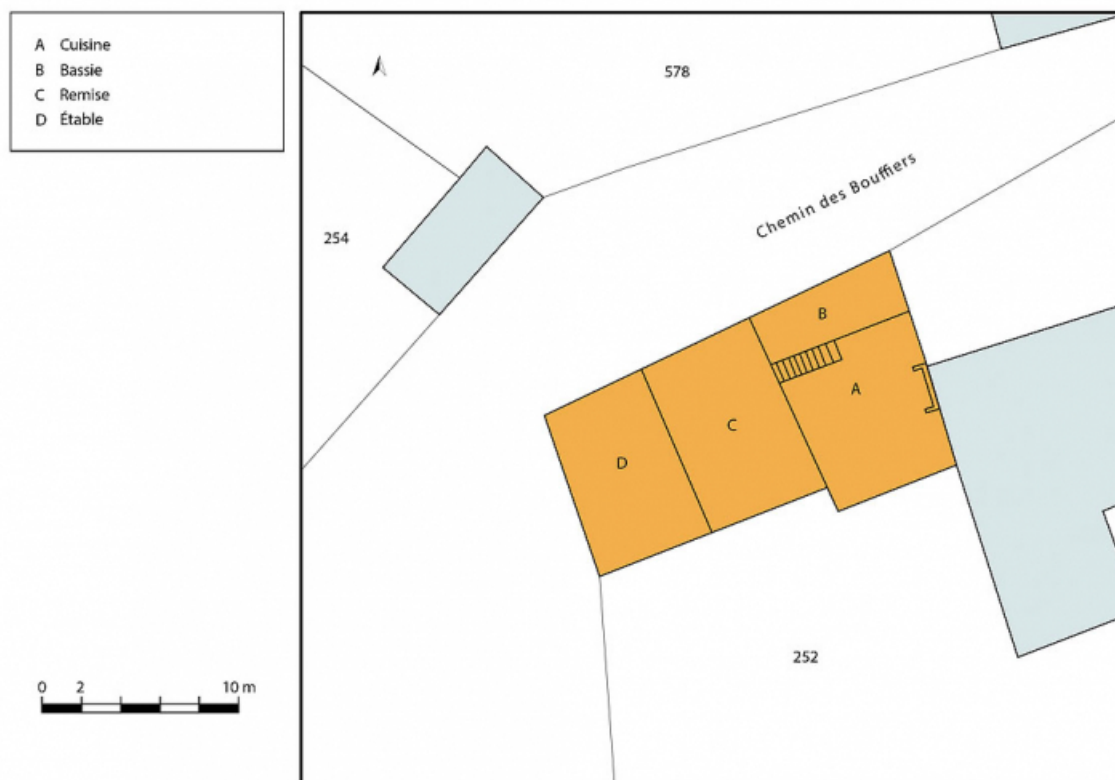 A Cuisine
B Bassie
C Remise
D Étable
578
254
Chemin des Bouffiers
B
A
C
D
252
0 2 10 m